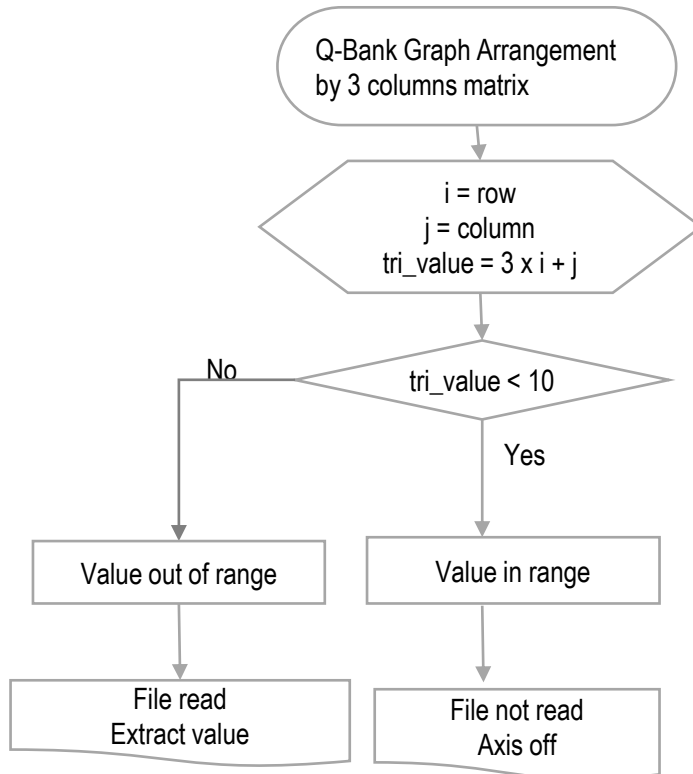 Q-Bank Graph Arrangement
by 3 columns matrix
i = row
j = column
tri_value = 3 x i + j
No
tri_value < 10
Yes
Value out of range
Value in range
File read
Extract value
File not read
Axis off